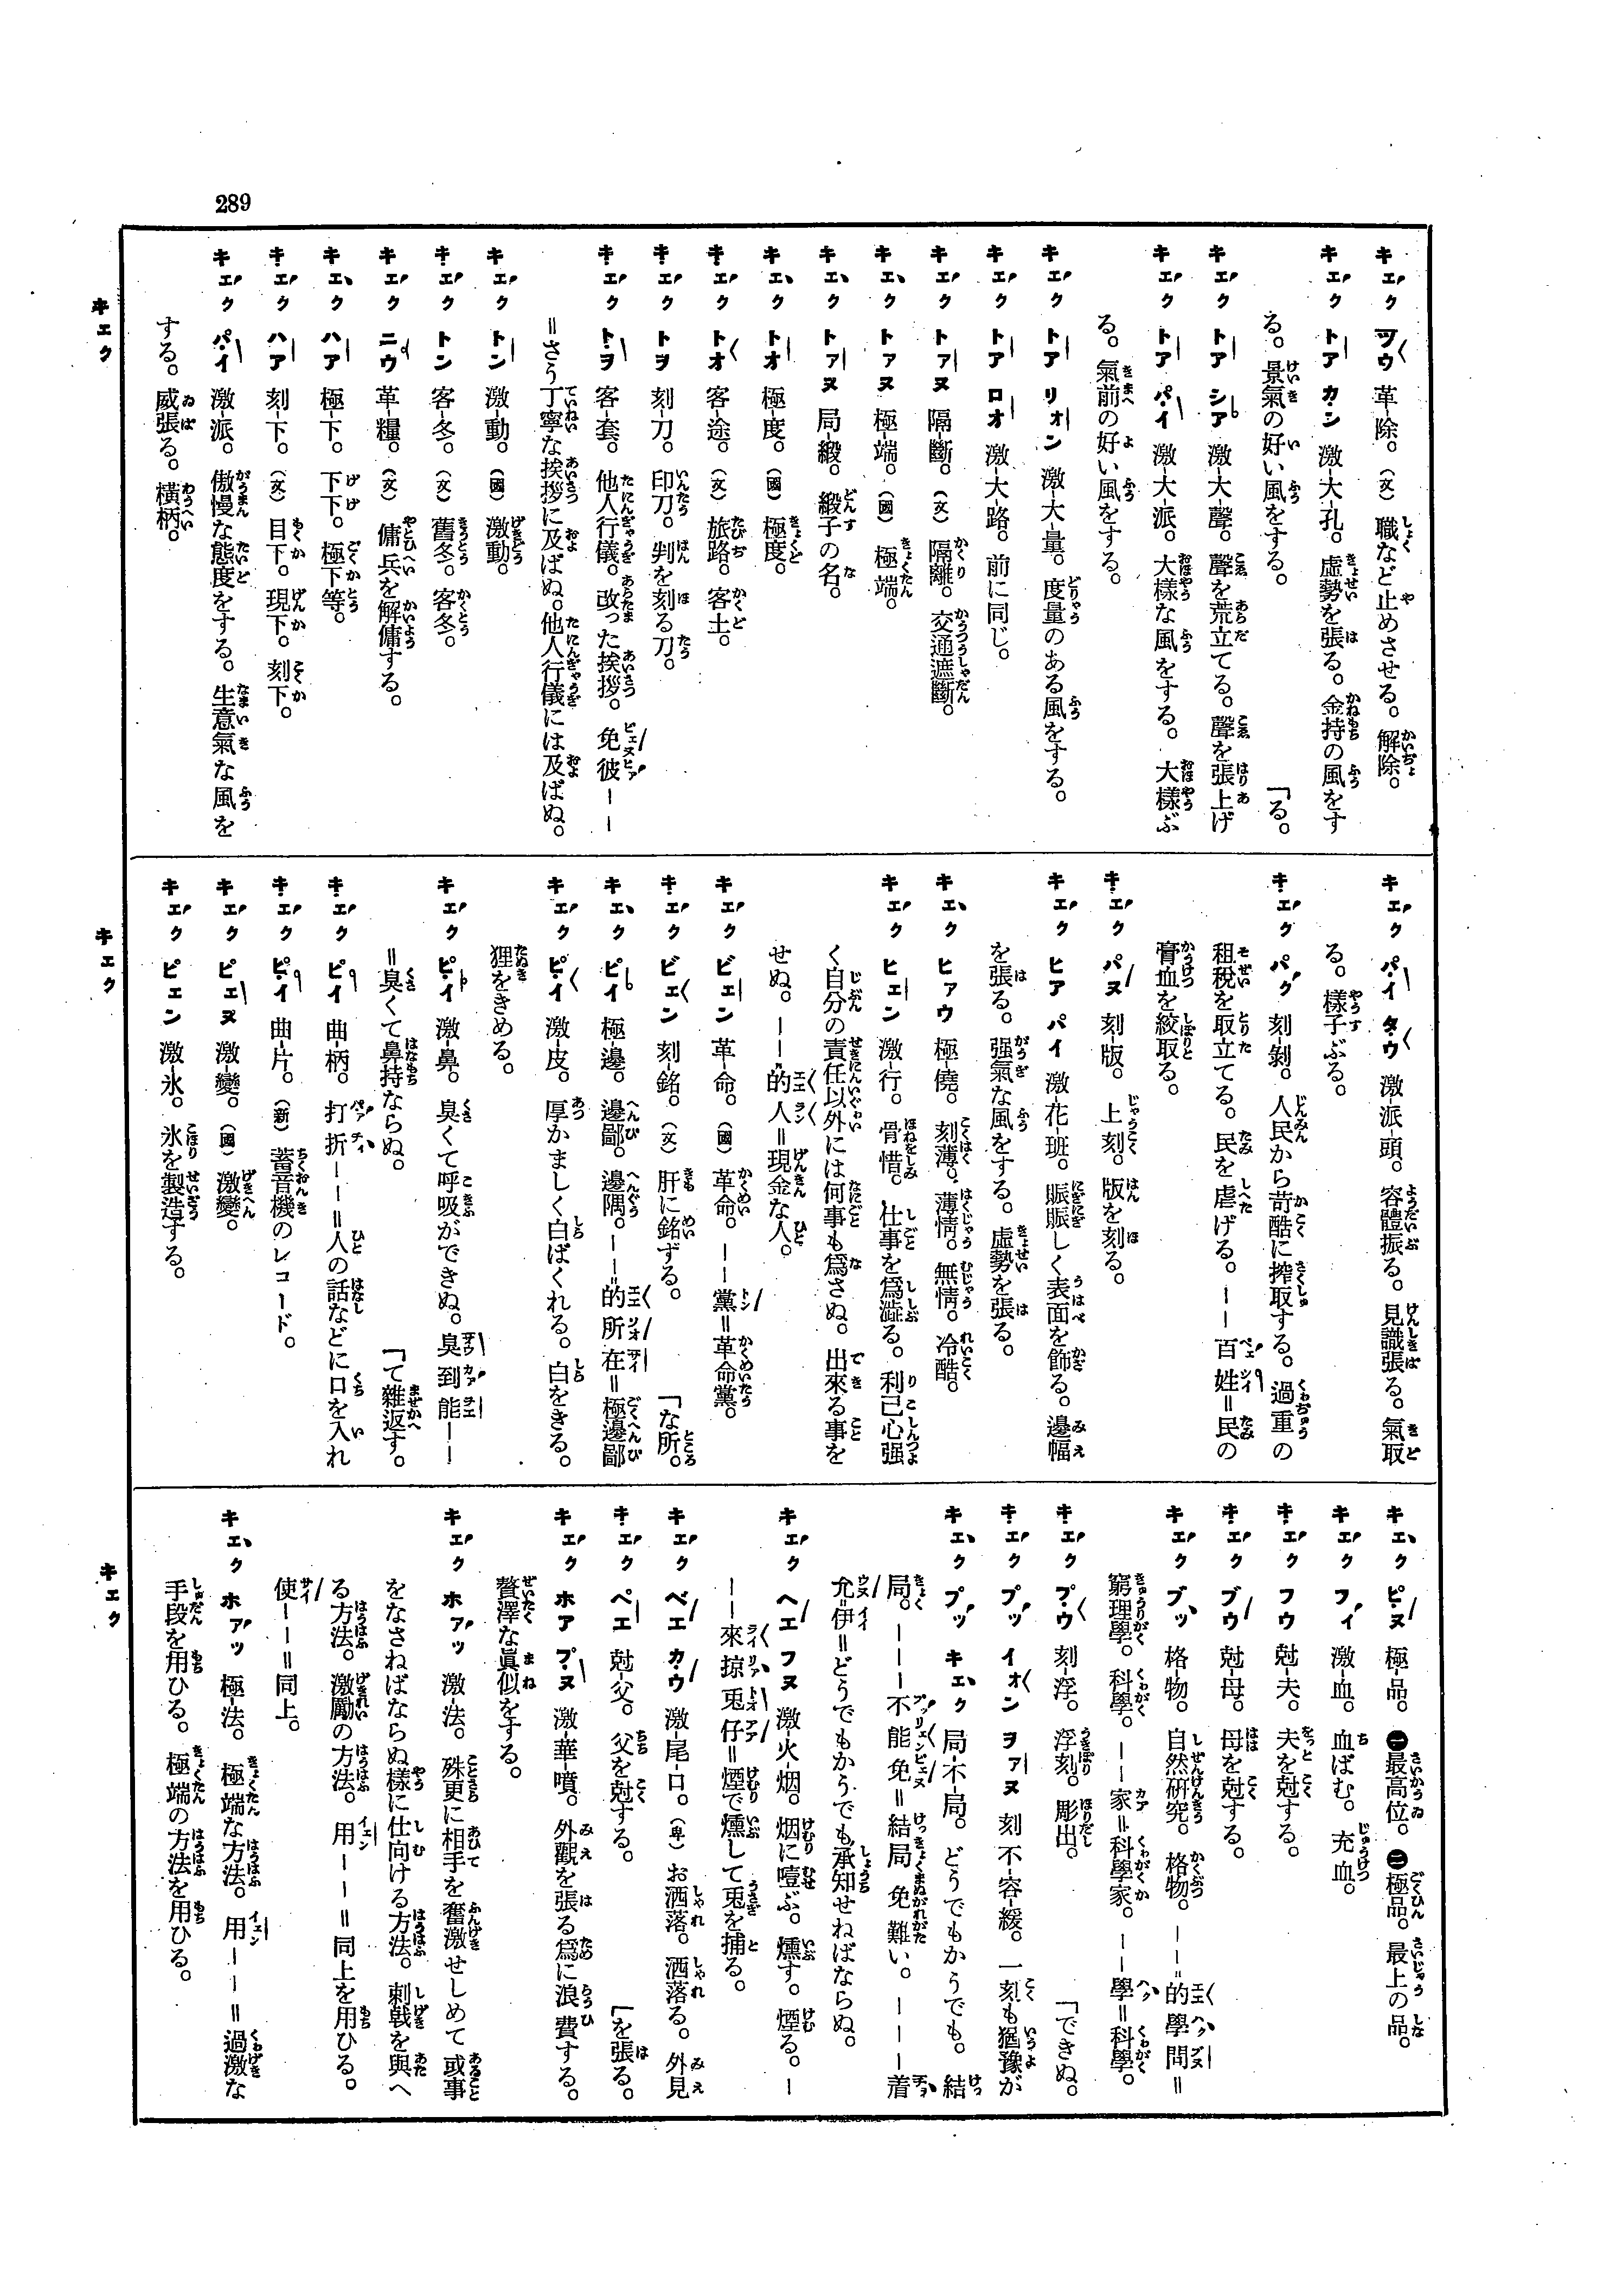 289
キエク ツウ 革-除。(文) 職など止めさせる。解除。
キエク トア カン 激-大-孔。虛勢を張る。金持の風をす
る。景氣の好い風をする。 「る。
キエク トア シア 激-大-聲。聲を荒立てる。聲を張上げ
キエク トア パイ 激-大-派。大樣な風をする。大樣ぶ
る。氣前の好い風をする。
キエク トア リオン 激-大-量。度量のある風をする。
キエク トア ロオ 激-大-路。前に同じ。
キエク トアヌ 隔-斷。(文) 隔離。交通遮斷。
キエク トアヌ 極-端。(國) 極端。
キエク トアヌ 局-緞。緞子の名。
キエク トオ 極-度。(國) 極度。
キエク トオ 客-途。(文) 旅路。客土。
キエク トヲ 刻-刀。印刀。判を刻る刀。
キエク トヲ 客-套。他人行儀。改った挨拶。免彼——
=さう丁寧な挨拶に及ばぬ。他人行儀には及ばぬ。
キエク トン 激-動。(國) 激動。
キエク トン 客-冬。(文) 舊冬。客冬。
キエク ニウ 革-糧。(文) 傭兵を解傭する。
キエク ハア 極-下。下下。極下等。
キエク ハア 刻-下。(文) 目下。現下。刻下。
キエク パイ 激-派。傲慢な態度をする。生意氣な風を
する。威張る。橫柄。
キエク
キエク パイ タウ 激-派-頭。容體振る。見識張る。氣取
る。樣子ぶる。
キエク パク 刻-剝。人民から苛酷に搾取する。過重の
租稅を取立てる。民を虐げる。——百姓=民の
膏血を絞取る。
キエク パヌ 刻-版。上刻。版を刻る。
キエク ヒア パイ 激-花-班。賑賑しく表面を飾る。邊幅
を張る。强氣な風をする。虛勢を張る。
キエク ヒアウ 極-僥。刻薄。薄情。無情。冷酷。
キエク ヒエン 激-行。骨惜。仕事を爲澁る。利己心强
く自分の責任以外には何事も爲さぬ。出來る事を
せぬ。——的人=現金な人。
キエク ビエン 革-命。(國) 革命。——黨=革命黨。
キエク ビエン 刻-銘。(文) 肝に銘ずる。 「な所。
キエク ピイ 極-邊。邊鄙。邊隅。——的所在=極邊鄙
キエク ピイ 激-皮。厚かましく白ばくれる。白をきる。
狸をきめる。
キエク ピイ 激-鼻。臭くて呼吸ができぬ。臭到能——
=臭くて鼻持ならぬ。 「て雜返す。
キエク ピイ 曲-柄。打折——=人の話などに口を入れ
キエク ピイ 曲-片。(新) 蓄音機のレコード。
キエク ピエヌ 激-變。(國) 激變。
キエク ピエン 激-氷。氷を製造する。
キエク
キエク ピヌ 極-品。㊀最高位。㊁極品。最上の品。
キエク フイ 激-血。血ばむ。充血。
キエク フウ 尅-夫。夫を尅する。
キエク ブウ 尅-母。母を尅する。
キエク ブツ 格-物。自然硏究。格物。——的學問=
窮理學。科學。——家=科學家。——學=科學。
キエク プウ 刻-浮。浮刻。彫出。 「できぬ。
キエク プツ イオン ヲアヌ 刻 不-容-緩。一刻も猶豫が
キエク プツ キエク 局-不-局。どうでもかうでも。結
局。———不能免=結局免難い。———着
允伊=どうでもかうでも承知せねばならぬ。
キエク ヘエ フヌ 激-火-烟。烟に噎ぶ。燻す。煙る。—
——來掠兎仔=煙で燻して兎を捕る。
キエク ベエ カウ 激-尾-口。(卑) お洒落。洒落る。外見
キエク ペエ 尅-父。父を尅する。 「を張る。
キエク ホア プヌ 激-華-噴。外觀を張る爲に浪費する。
贅澤な眞似をする。
キエク ホアツ 激-法。殊更に相手を奮激せしめて或事
をなさねばならぬ樣に仕向ける方法。刺戟を與へ
る方法。激勵の方法。用——=同上を用ひる。
使——=同上。
キエク ホアツ 極-法。極端な方法。用——=過激な
手段を用ひる。極端の方法を用ひる。
キエク